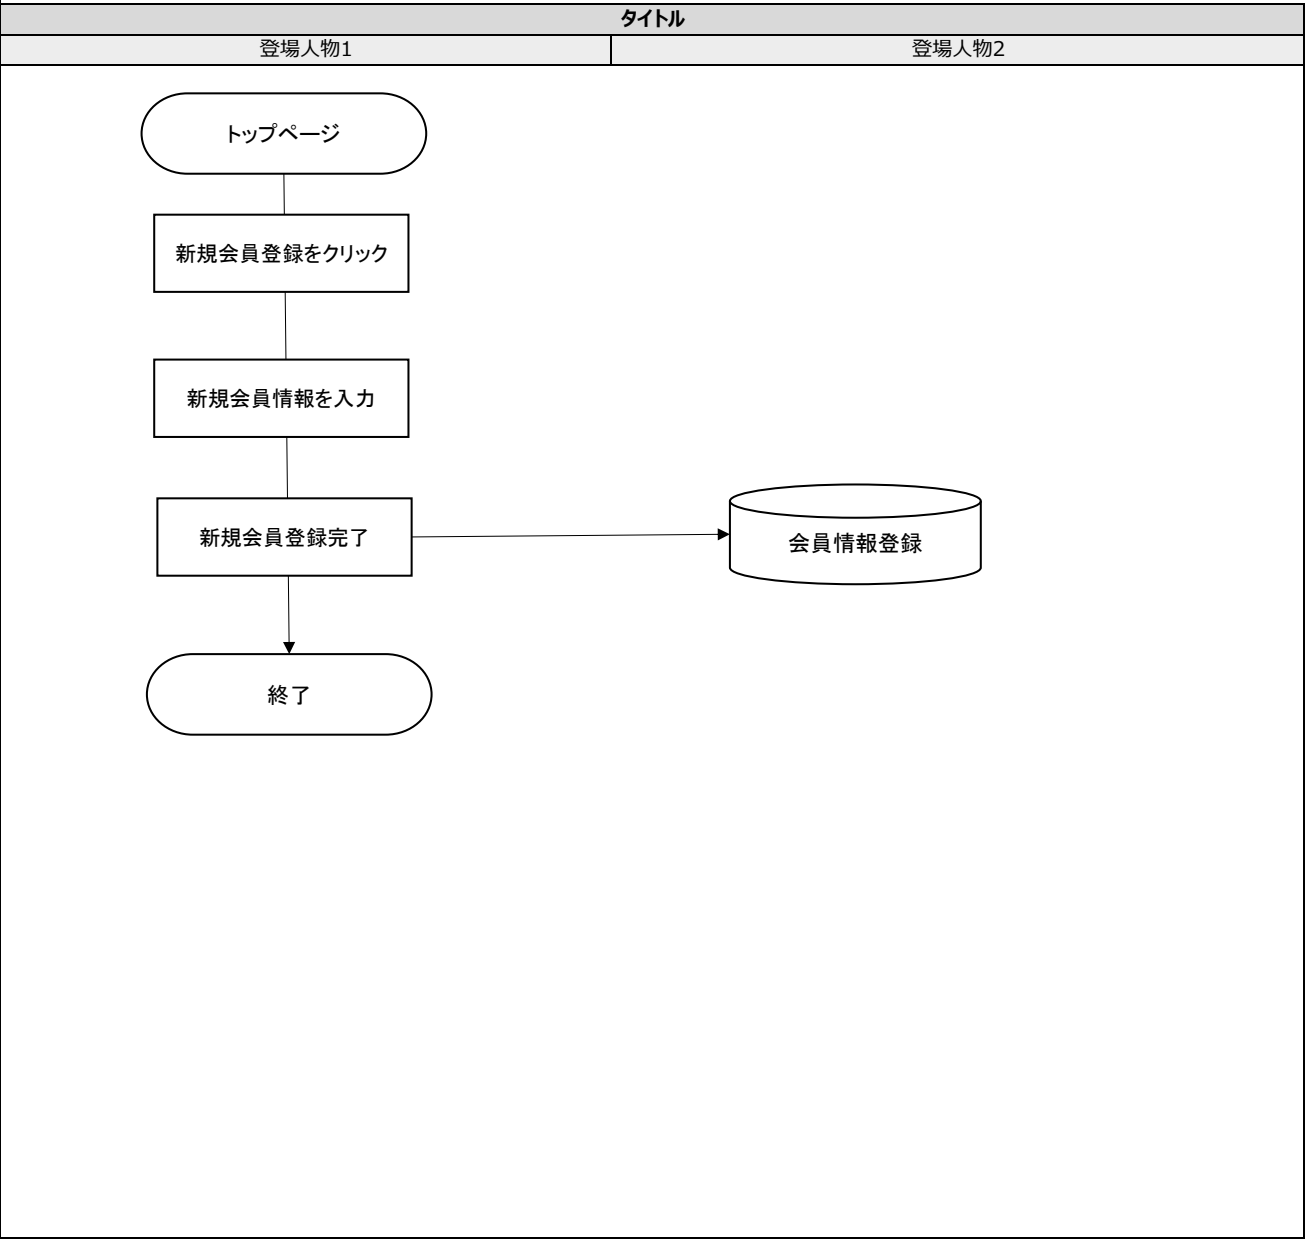 タイトル
登場人物1
登場人物2
トップページ
新規会員登録をクリック
新規会員情報を入力
新規会員登録完了
会員情報登録
終了